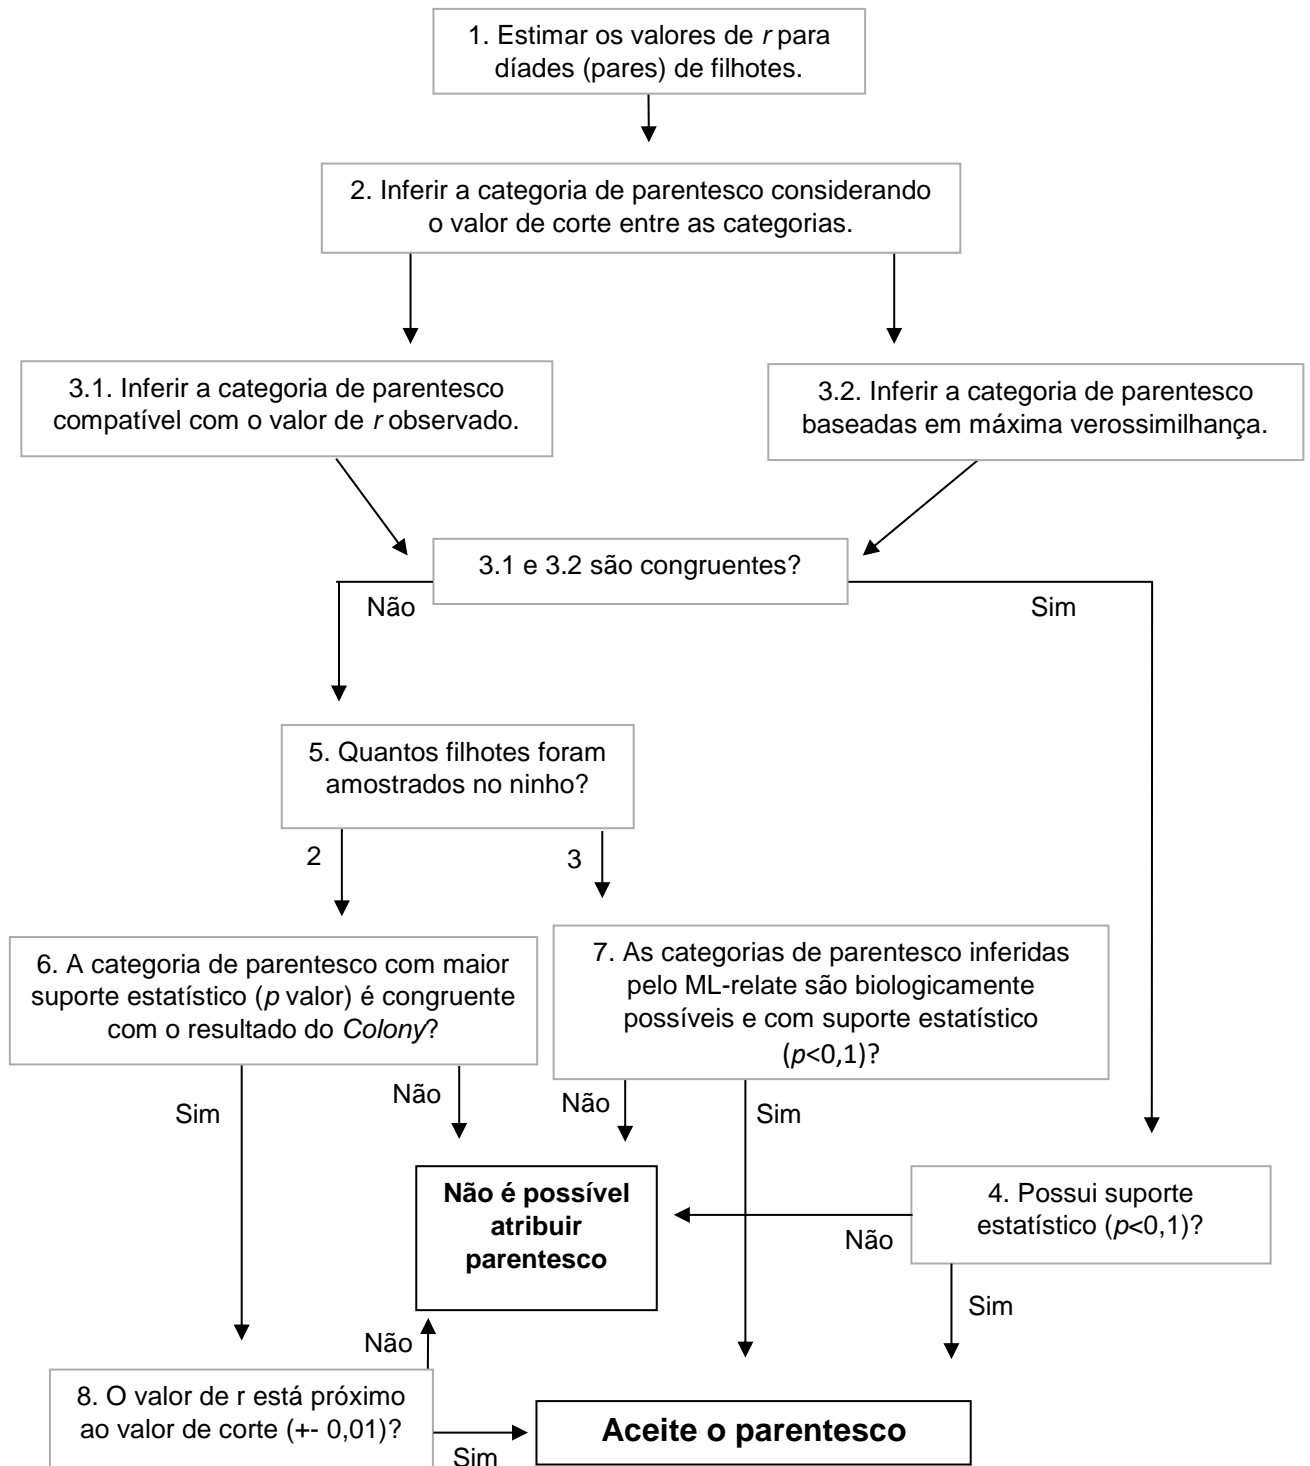 1. Estimar os valores de r para
díades (pares) de filhotes.
2. Inferir a categoria de parentesco considerando
o valor de corte entre as categorias.
3.1. Inferir a categoria de parentesco
compatível com o valor de r observado.
3.2. Inferir a categoria de parentesco
baseadas em máxima verossimilhança.
3.1 e 3.2 são congruentes?
Não
Sim
5. Quantos filhotes foram
amostrados no ninho?
2
3
6. A categoria de parentesco com maior
suporte estatístico (p valor) é congruente
com o resultado do Colony?
7. As categorias de parentesco inferidas
pelo ML-relate são biologicamente
possíveis e com suporte estatístico
(p<0,1)?
Sim
Não
Não
Sim
Não é possível
atribuir
parentesco
4. Possui suporte
estatístico (p<0,1)?
Não
Sim
Não
8. O valor de r está próximo
ao valor de corte (+- 0,01)?
Sim
Aceite o parentesco